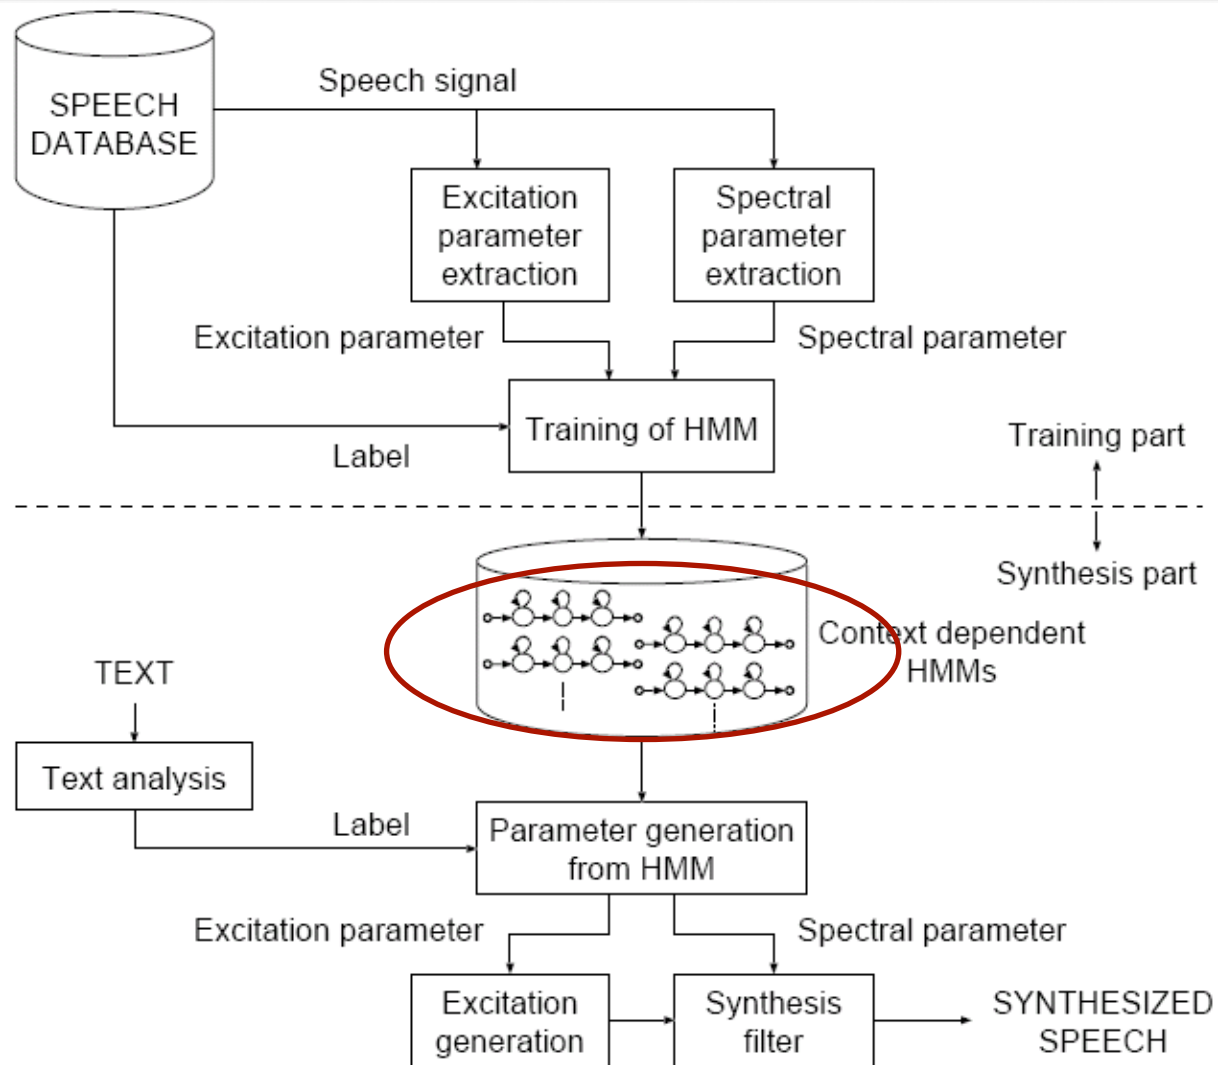 Speech signal
SPEECH
DATABASE
Excitation
parameter
extraction
Spectral
parameter
extraction
Excitation parameter
Spectral parameter
Training of HMM
Label
Training part
Synthesis part
Context dependent
HMMs
TEXT
Text analysis
Label
Parameter generation
from HMM
Excitation parameter
Spectral parameter
Excitation
generation
Synthesis
filter
SYNTHESIZED
SPEECH